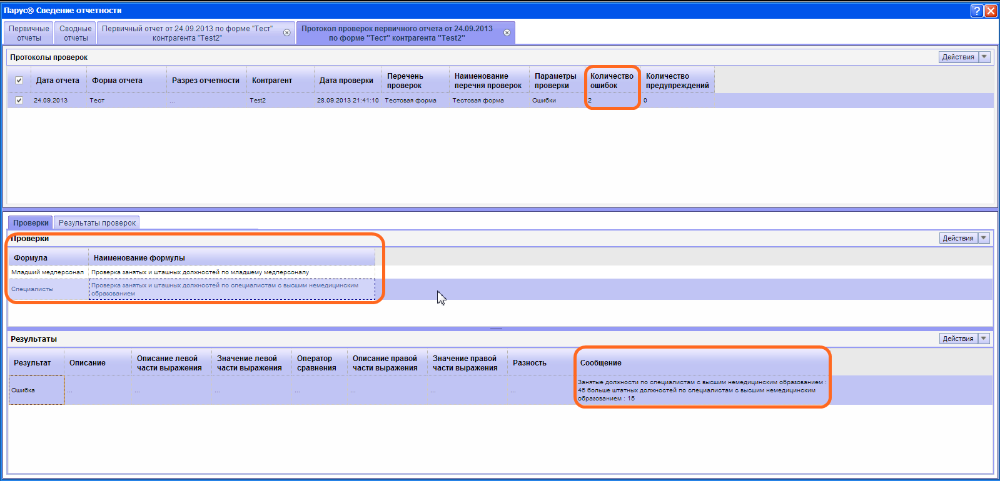 Парус® Сведение отчетности
Первичные
отчеты
Сводные
отчеты
Первичный отчет от 24.09.2013 по форме "Тест"
контрагента "Test2"
Протокол проверок первичного отчета от 24.09.2013
по форме "Тест" контрагента "Test2"
Протоколы проверок
Действия
Дата отчета
Форма отчета
Разрез отчетности
Контрагент
Дата проверки
Перечень
проверок
Наименование
перечня проверок
Параметры
проверки
Количество
ошибок
Количество
предупреждений
24.09.2013
Тест
...
Test2
28.09.2013 21:41:10
Тестовая форма
Тестовая форма
Ошибки
2
0
Проверки
Результаты проверок
Проверки
Действия
Формула
Наименование формулы
Младший медперсонал
Проверка занятых и шташных должностей по младшему медперсоналу
Специалисты
Проверка занятых и шташных должностей по специалистам с высшим немедицинским
образованием
Результаты
Действия
Результат
Описание
Описание левой
части выражения
Значение левой
части выражения
Оператор
сравнения
Описание правой
части выражения
Значение правой
части выражения
Разность
Сообщение
Ошибка
...
...
...
...
...
...
...
Занятые должности по специалистам с высшим немедицинским образованием :
45 больше штатных должностей по специалистам с высшим немедицинским
образованием : 15